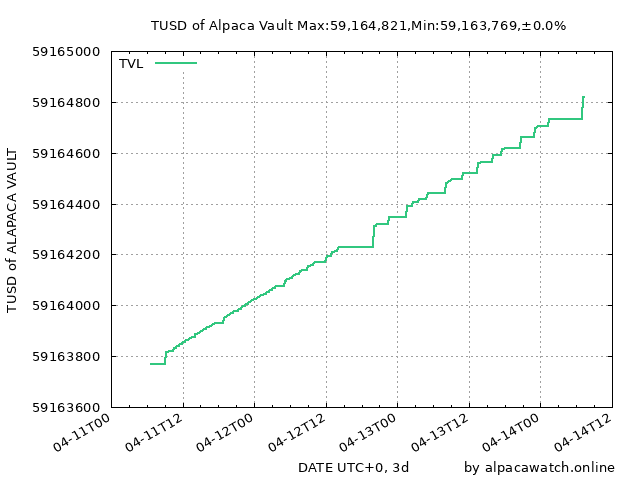 TUSD of Alpaca Vault Max:59,164,821,Min:59,163,769,±0.0%
TVL
59165000
59164800
59164600
59164400
59164200
59164000
59163800
59163600
TUSD of ALAPACA VAULT
04-11T00
04-11T12
04-12T00
04-12T12
04-13T00
04-13T12
04-14T00
04-14T12
DATE UTC+0, 3d
by alpacawatch.online